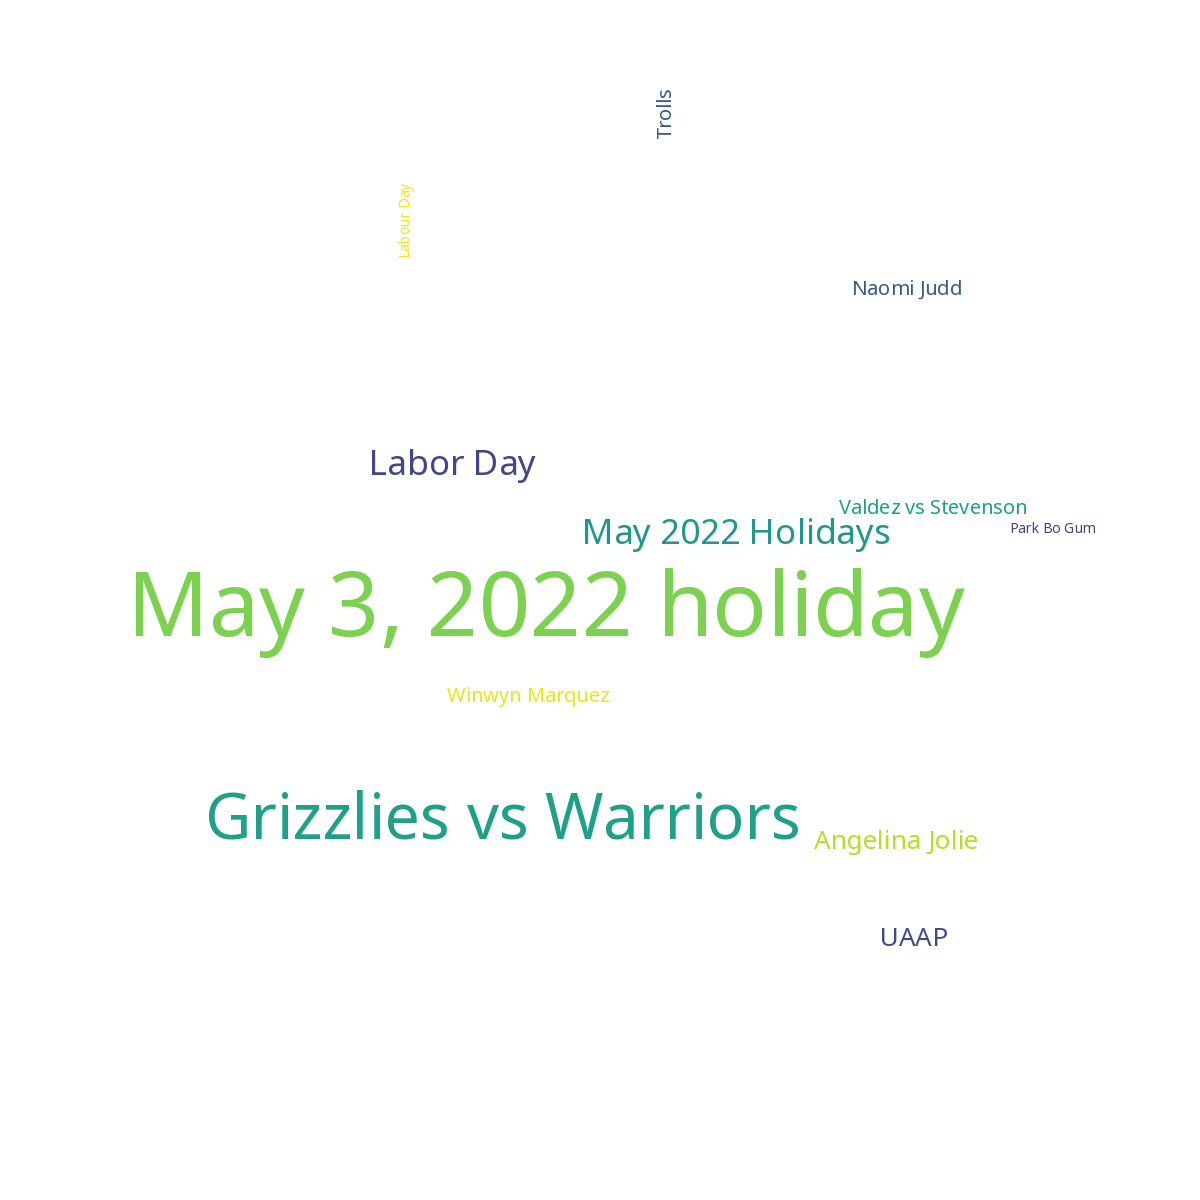 Trolls
Labour Day
Naomi Judd
Labor Day
Valdez vs Stevenson
May 2022 Holidays
Park Bo Gum
May 3, 2022 holiday
Winwyn Marquez
Grizzlies vs Warriors
Angelina Jolie
UAAP